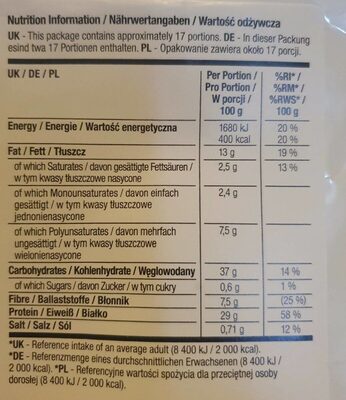 Nutrition Information / Nährwertangaben / Wartość odżywcza
UK - This package contains approximately 17 portions. DE - in dieser Packung
esind twa 17 Portionen enthalten. PL - Opakowanie zawiera około 17 porcji.
UK / DE / PL
Per Portion /
Pro Portion /
W porcji /
100 g
%RI* /
%RM* /
%RWS* /
100 g
Energy / Energie / Wartość energetyczna 1680 kJ 20 %
400 kcal 20 %
Fat / Fett / Tłuszcz 13 g 19 %
of which Saturates / davon gesättigte Fettsäuren / 2,5 g 13 %
w tym kwasy tłuszczowe nasycone
of which Monounsaturates / davon einfach 2,4 g
gesättigt / w tym kwasy tłuszczowe
jednonienasycone
of which Polyunsaturates / davon mehrfach 7,5 g
ungesättigt / w tym kwasy tłuszczowe
wielonienasycone
Carbohydrates / Kohlenhydrate / Węglowodany 37 g 14 %
of which Sugars / davon Zucker / w tym cukry 0,6 g 1 %
Fibre / Ballaststoffe / Błonnik 7,5 g (25 %)
Protein / Eiweiß / Białko 29 g 58 %
Salt / Salz / Sól 0,71 g 12 %
*UK - Reference intake of an average adult (8 400 kJ / 2 000 kcal).
*DE - Referenzmenge eines durchschnittlichen Erwachsenen (8 400 kJ /
2 000 kcal). *PL - Referencyjne wartości spożycia dla przeciętnej osoby
dorosłej (8 400 kJ / 2 000 kcal).